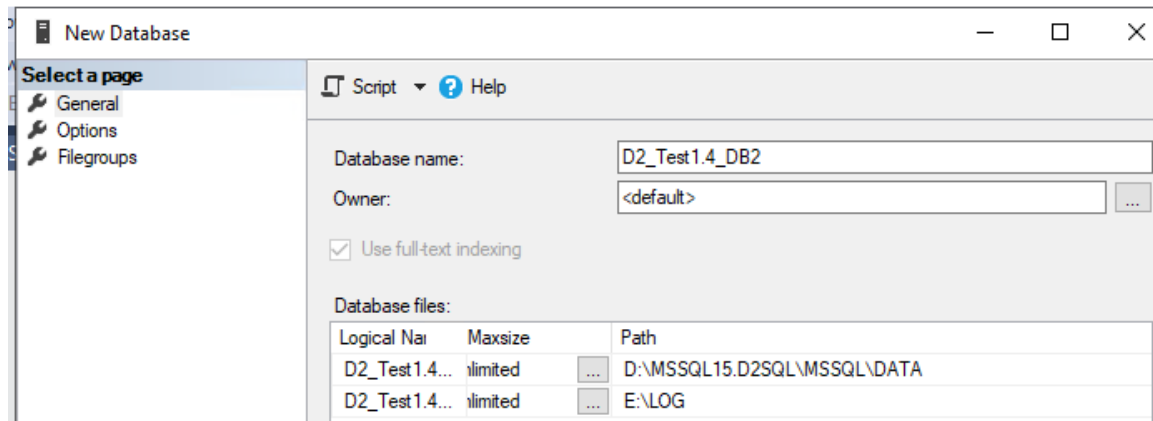 New Database
Select a page
General
Options
Filegroups
Script Help
Database name: D2_Test1.4_DB2
Owner: <default> ...
Use full-text indexing
Database files:
Logical Nar Maxsize Path
D2_Test1.4... nlimited ... D:\MSSQL15.D2SQL\MSSQL\DATA
D2_Test1.4... nlimited ... E:\LOG